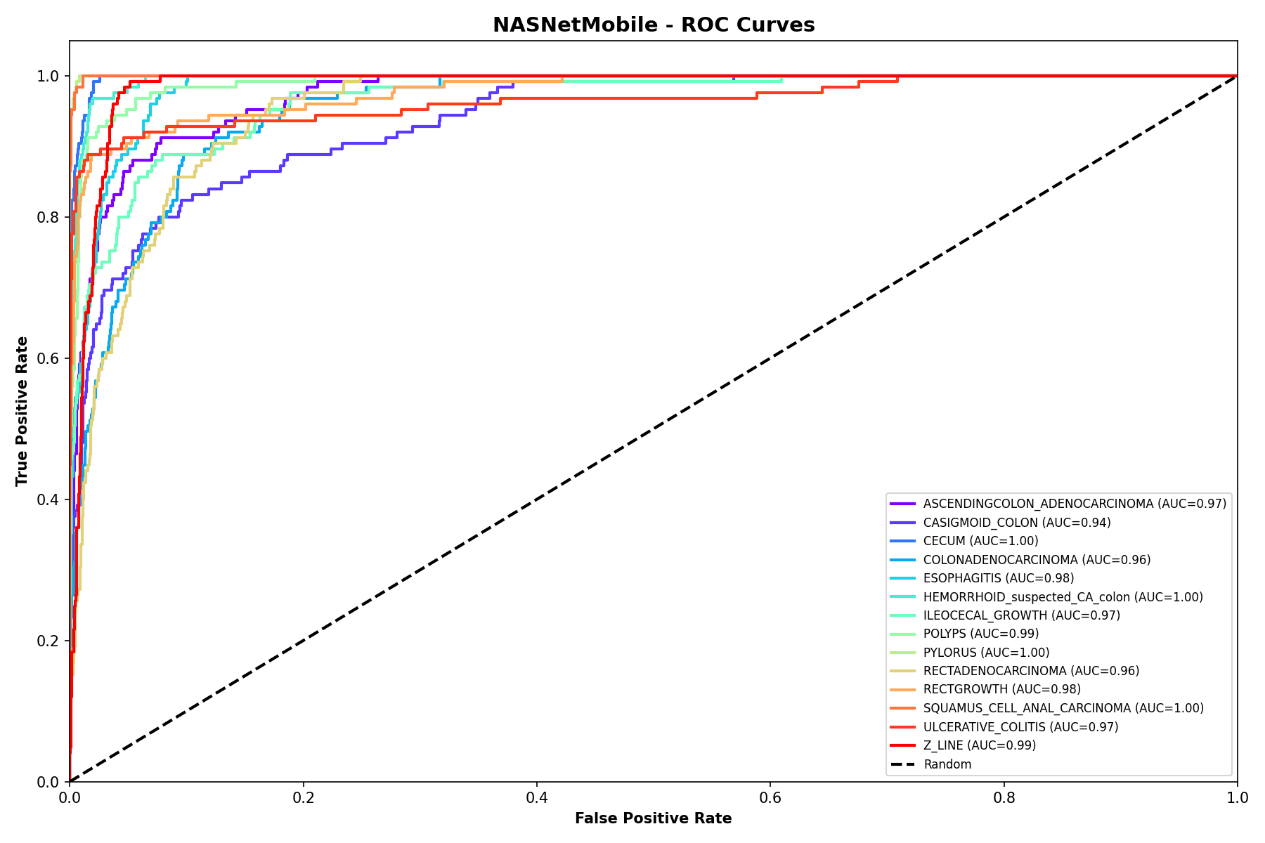 NASNetMobile - ROC Curves
True Positive Rate
1.0
0.8
0.6
0.4
0.2
0.0
ASCENDINGCOLON_ADENOCARCINOMA (AUC=0.97)
CASIGMOID_COLON (AUC=0.94)
CECUM (AUC=1.00)
COLONADENOCARCINOMA (AUC=0.96)
ESOPHAGITIS (AUC=0.98)
HEMORRHOID_suspected_CA_colon (AUC=1.00)
ILEOCECAL_GROWTH (AUC=0.97)
POLYPS (AUC=0.99)
PYLORUS (AUC=1.00)
RECTADENOCARCINOMA (AUC=0.96)
RECTGROWTH (AUC=0.98)
SQUAMUS_CELL_ANAL_CARCINOMA (AUC=1.00)
ULCERATIVE_COLITIS (AUC=0.97)
Z_LINE (AUC=0.99)
Random
0.0 0.2 0.4 0.6 0.8 1.0
False Positive Rate